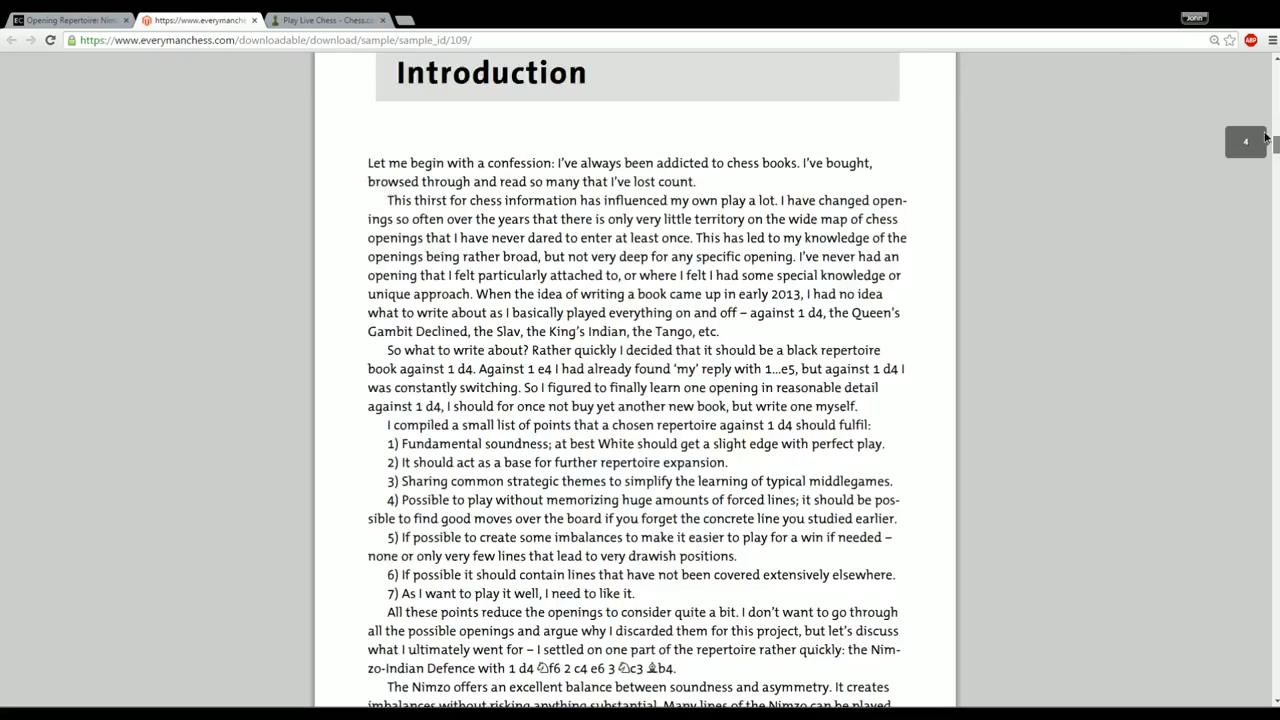 Opening Repertoire: Nim
https://www.everymanche
Play Live Chess - Chess.c
John
https://www.everymanchess.com/downloadable/download/sample/sample_id/109/
ABP
Introduction
4
Let me begin with a confession: I've always been addicted to chess books. I've bought,
browsed through and read so many that I've lost count.
This thirst for chess information has influenced my own play a lot. I have changed open-
ings so often over the years that there is only very little territory on the wide map of chess
openings that I have never dared to enter at least once. This has led to my knowledge of the
openings being rather broad, but not very deep for any specific opening. I've never had an
opening that I felt particularly attached to, or where I felt I had some special knowledge or
unique approach. When the idea of writing a book came up in early 2013, I had no idea
what to write about as I basically played everything on and off – against 1 d4, the Queen's
Gambit Declined, the Slav, the King's Indian, the Tango, etc.
So what to write about? Rather quickly I decided that it should be a black repertoire
book against 1 d4. Against 1 e4 I had already found 'my' reply with 1...e5, but against 1 d4 I
was constantly switching. So I figured to finally learn one opening in reasonable detail
against 1 d4, I should for once not buy yet another new book, but write one myself.
I compiled a small list of points that a chosen repertoire against 1 d4 should fulfil:
1) Fundamental soundness; at best White should get a slight edge with perfect play.
2) It should act as a base for further repertoire expansion.
3) Sharing common strategic themes to simplify the learning of typical middlegames.
4) Possible to play without memorizing huge amounts of forced lines; it should be pos-
sible to find good moves over the board if you forget the concrete line you studied earlier.
5) If possible to create some imbalances to make it easier to play for a win if needed –
none or only very few lines that lead to very drawish positions.
6) If possible it should contain lines that have not been covered extensively elsewhere.
7) As I want to play it well, I need to like it.
All these points reduce the openings to consider quite a bit. I don't want to go through
all the possible openings and argue why I discarded them for this project, but let's discuss
what I ultimately went for – I settled on one part of the repertoire rather quickly: the Nim-
zo-Indian Defence with 1 d4 ♘f6 2 c4 e6 3 ♘c3 ♗b4.
The Nimzo offers an excellent balance between soundness and asymmetry. It creates
imbalances without risking anything substantial. Many lines of the Nimzo can be played